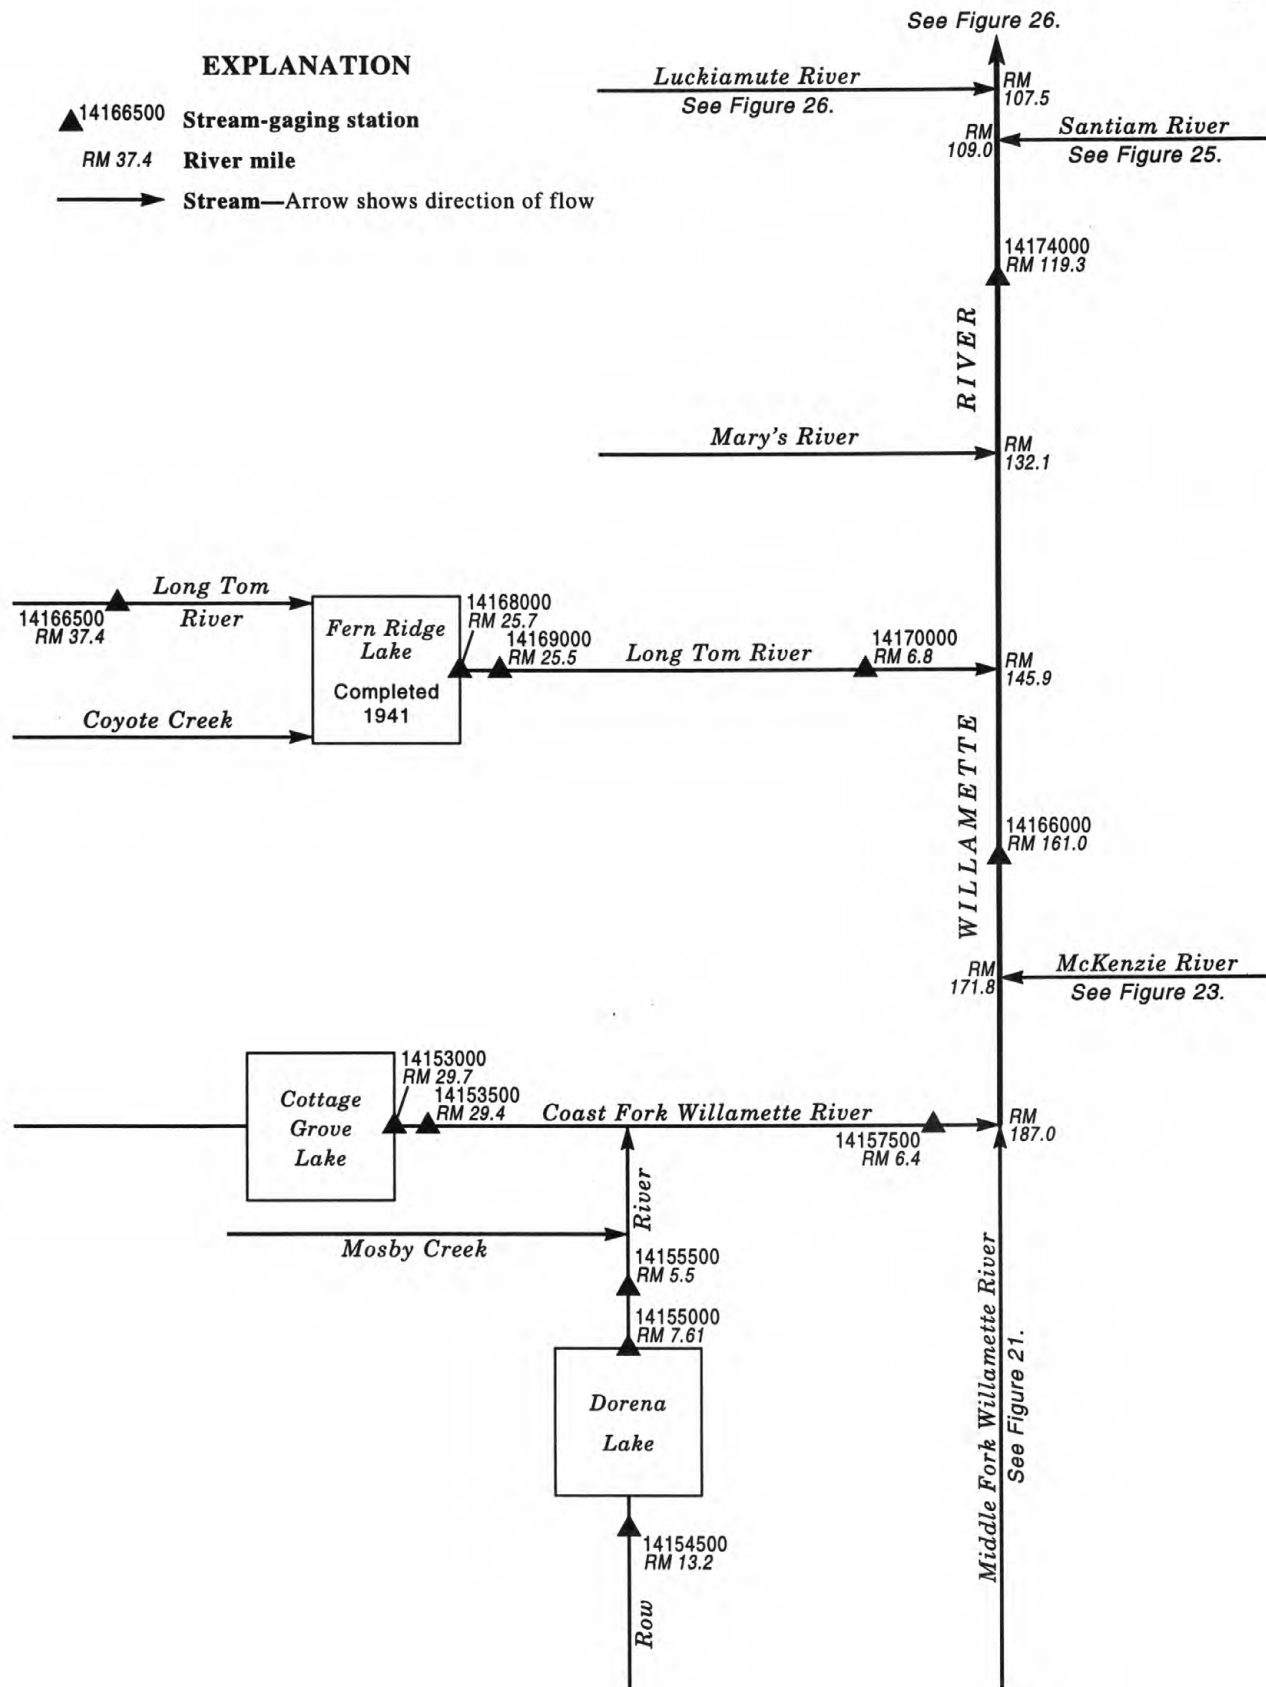 See Figure 26.
EXPLANATION
14166500 Stream-gaging station
RM 37.4 River mile
Stream—Arrow shows direction of flow
Luckiamute River
See Figure 26.
RM
107.5
RM
109.0
Santiam River
See Figure 25.
14174000
RM 119.3
RIVER
Mary's River
RM
132.1
Long Tom
River
14166500
RM 37.4
Fern Ridge
Lake
Completed
1941
14168000
RM 25.7
14169000
RM 25.5
Long Tom River
14170000
RM 6.8
RM
145.9
Coyote Creek
WILLAMETTE
14166000
RM 161.0
RM
171.8
McKenzie River
See Figure 23.
Cottage
Grove
Lake
14153000
RM 29.7
14153500
RM 29.4
Coast Fork Willamette River
14157500
RM 6.4
RM
187.0
River
Mosby Creek
14155500
RM 5.5
14155000
RM 7.61
Dorena
Lake
14154500
RM 13.2
Row
Middle Fork Willamette River
See Figure 21.